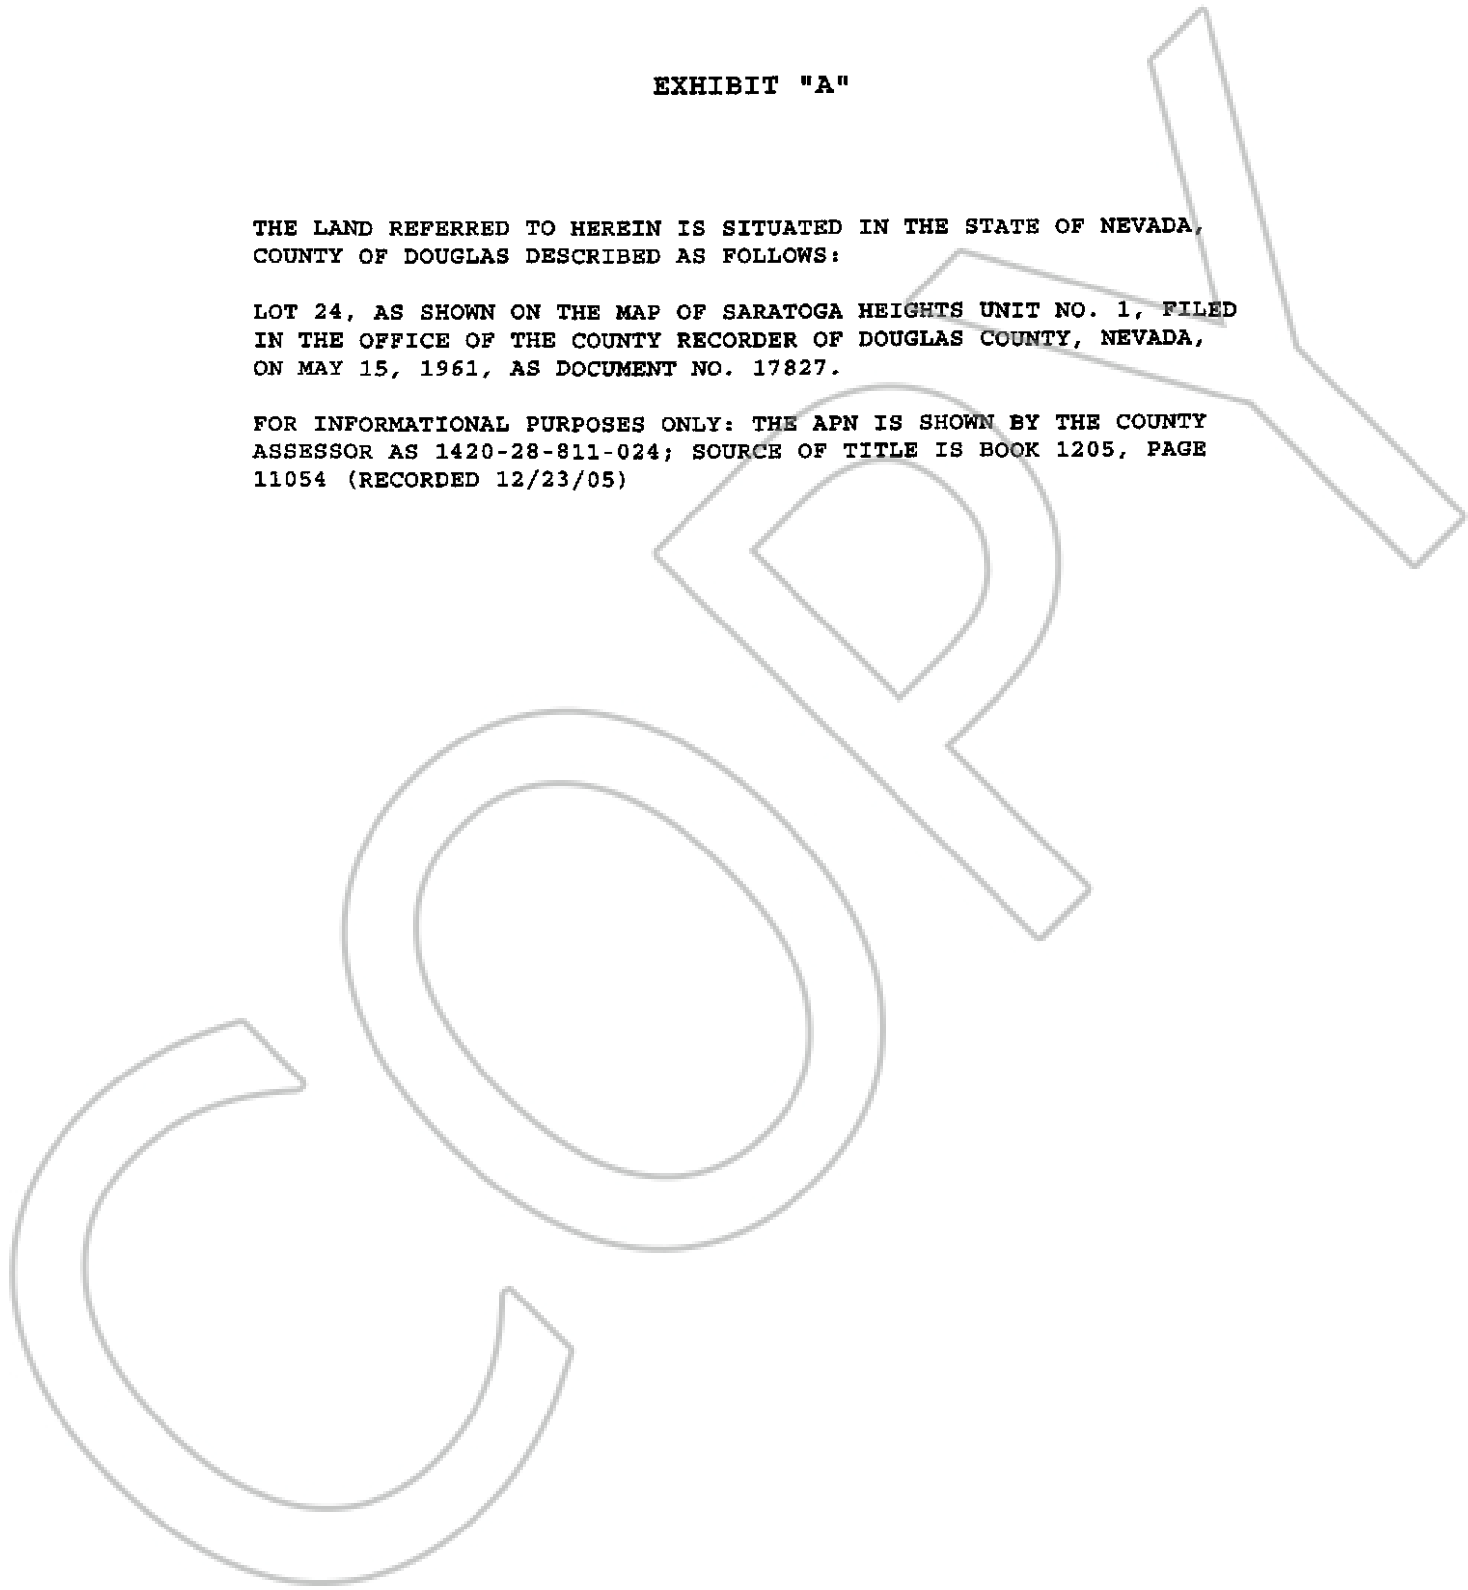 EXHIBIT "A"
THE LAND REFERRED TO HEREIN IS SITUATED IN THE STATE OF NEVADA,
COUNTY OF DOUGLAS DESCRIBED AS FOLLOWS:
LOT 24, AS SHOWN ON THE MAP OF SARATOGA HEIGHTS UNIT NO. 1, FILED
IN THE OFFICE OF THE COUNTY RECORDER OF DOUGLAS COUNTY, NEVADA,
ON MAY 15, 1961, AS DOCUMENT NO. 17827.
FOR INFORMATIONAL PURPOSES ONLY: THE APN IS SHOWN BY THE COUNTY
ASSESSOR AS 1420-28-811-024; SOURCE OF TITLE IS BOOK 1205, PAGE
11054 (RECORDED 12/23/05)
COPY